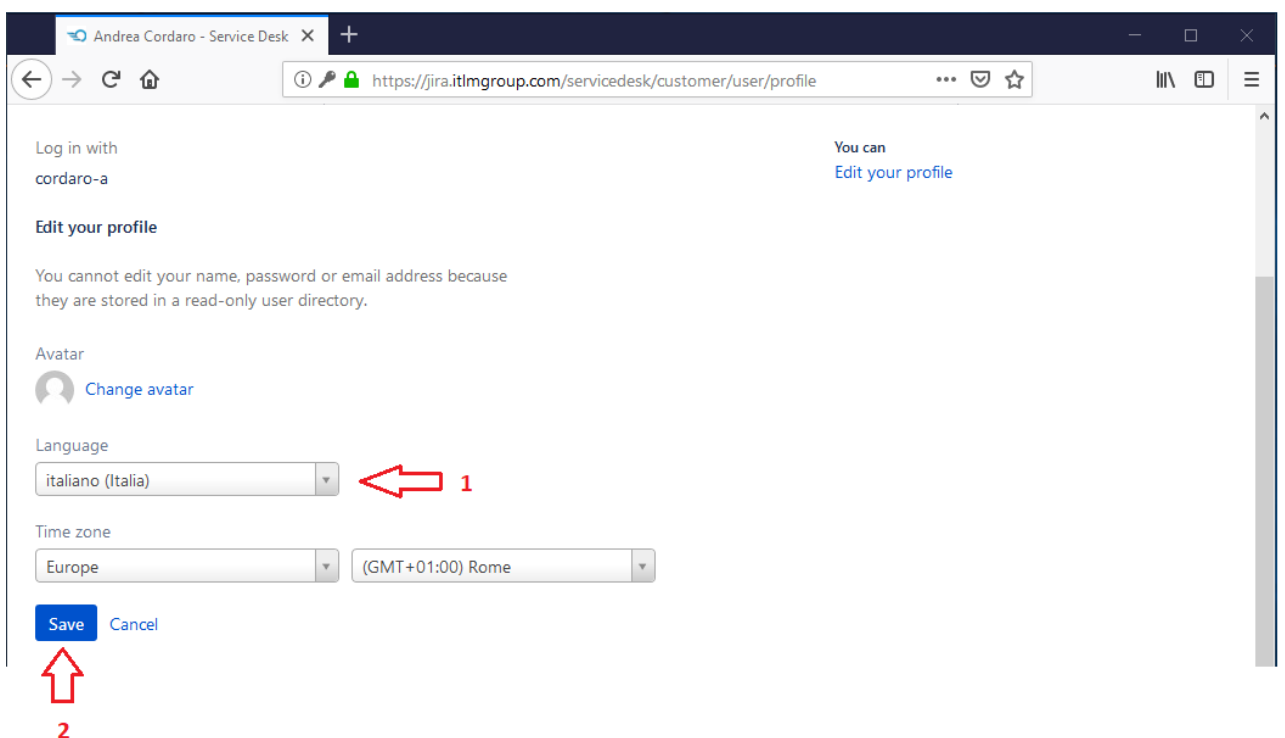 Andrea Cordaro - Service Desk
https://jira.itlmgroup.com/servicedesk/customer/user/profile
Log in with
cordaro-a
You can
Edit your profile
Edit your profile
You cannot edit your name, password or email address because
they are stored in a read-only user directory.
Avatar
Change avatar
Language
italiano (Italia)
1
Time zone
Europe
(GMT+01:00) Rome
Save
Cancel
2